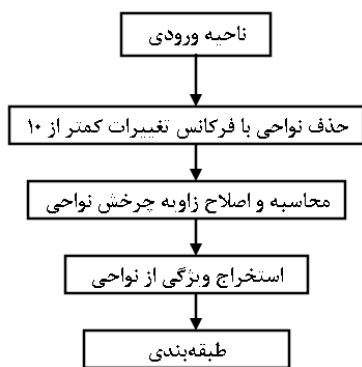 ناحیه ورودی
حذف نواحی با فرکانس تغییرات کمتر از ۱۰
محاسبه و اصلاح زاویه چرخش نواحی
استخراج ویژگی از نواحی
طبقه‌بندی